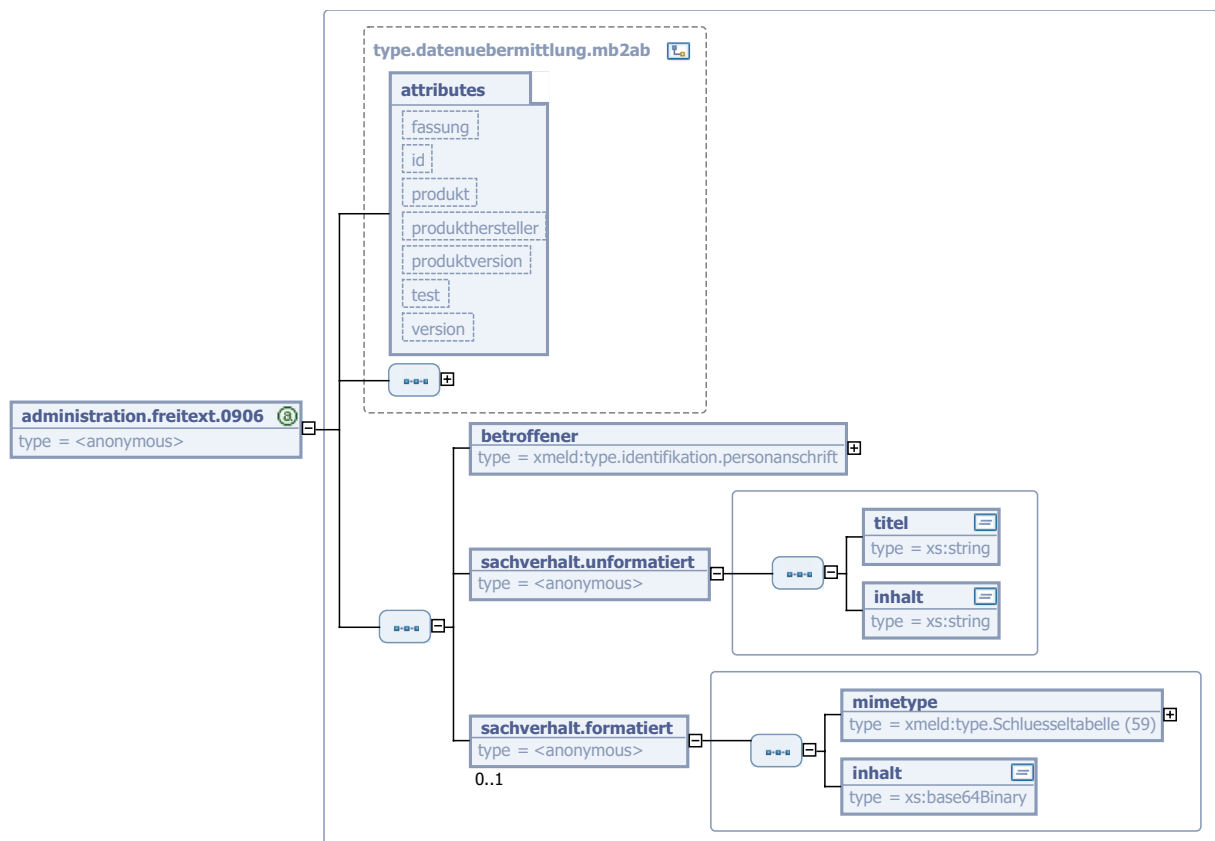 type.datenuebermittlung.mb2ab
attributes
fassung
id
produkt
produkthersteller
produktversion
test
version
administration.freitext.0906
type = <anonymous>
betroffener
type = xmeld:type.identifikation.personanschrift
sachverhalt.unformatiert
type = <anonymous>
titel
type = xs:string
inhalt
type = xs:string
sachverhalt.formatiert
type = <anonymous>
0..1
mimetype
type = xmeld:type.Schluesseltabelle (59)
inhalt
type = xs:base64Binary